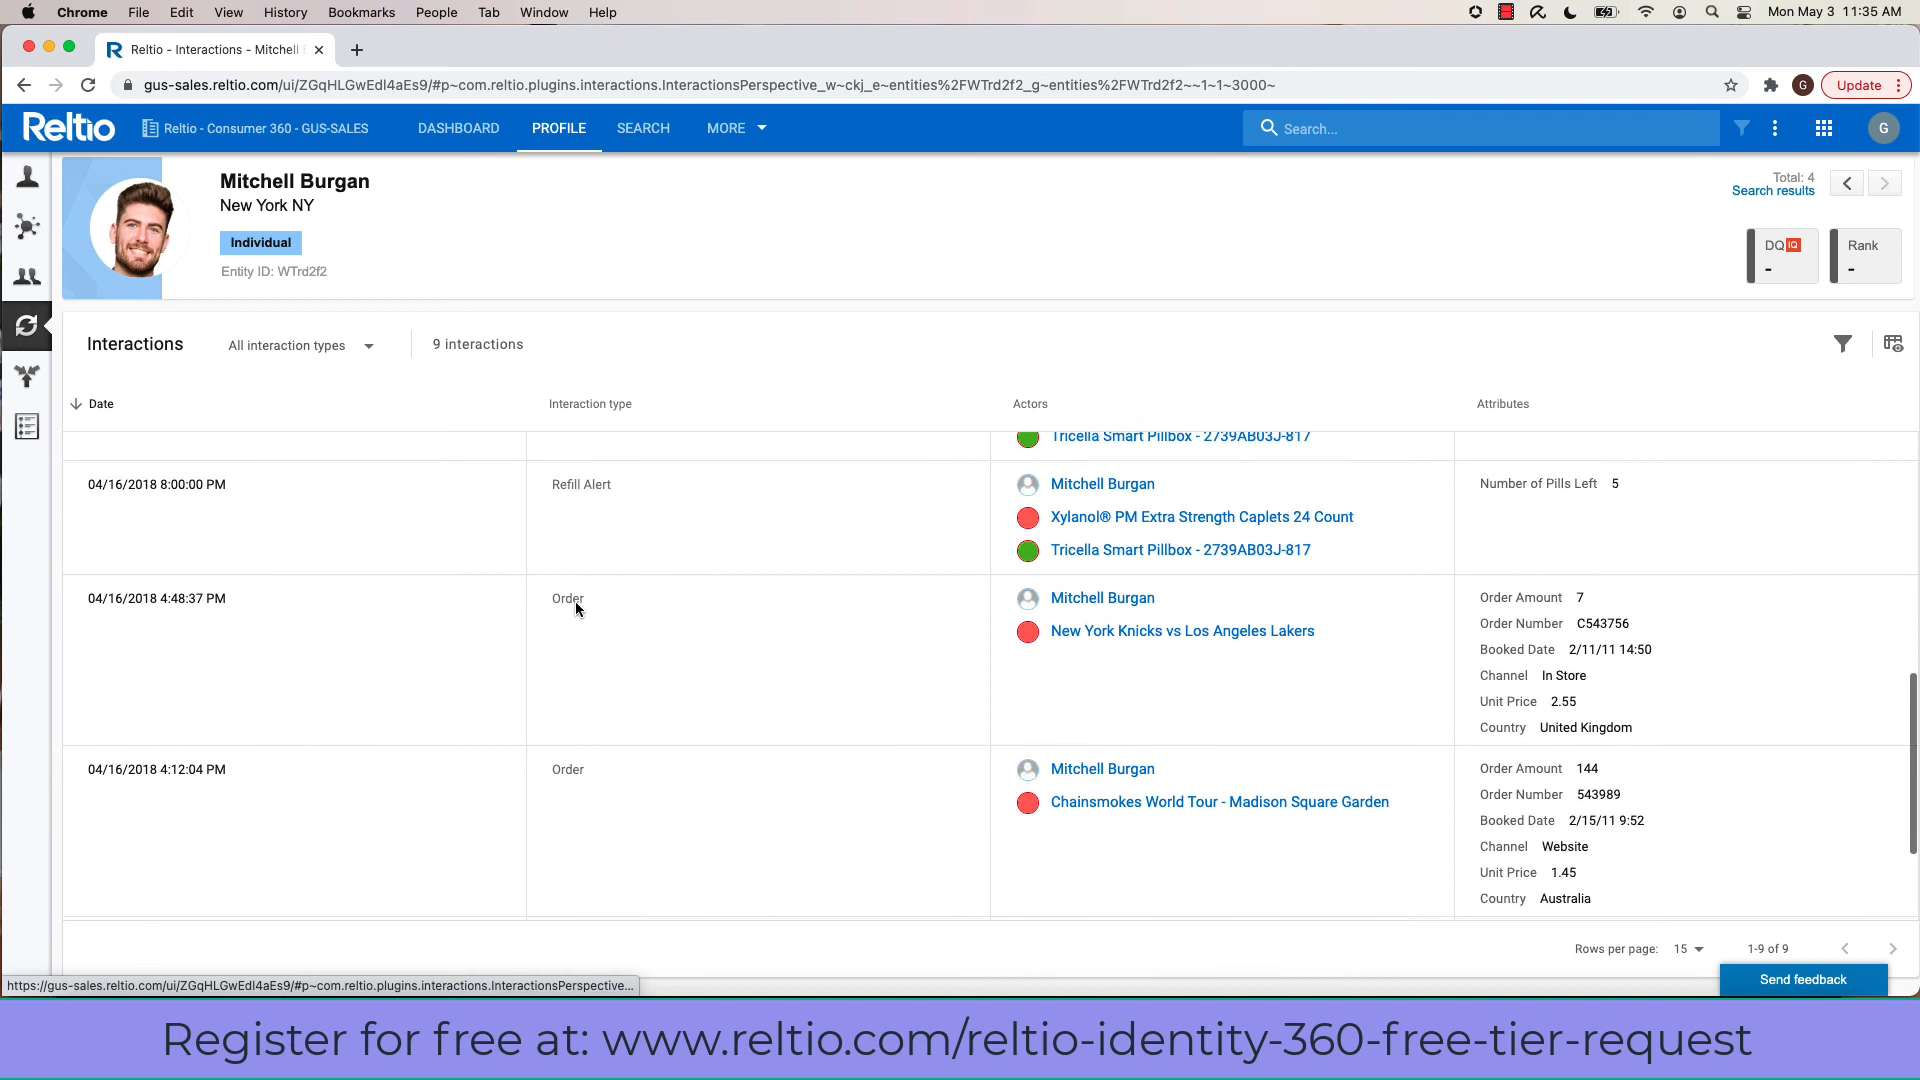 Chrome File Edit View History Bookmarks People Tab Window Help Mon May 3 11:35 AM
Reltio - Interactions - Mitchell
gus-sales.reltio.com/ui/ZGqHLGwEdl4aEs9/#p~com.reltio.plugins.interactions.InteractionsPerspective_w~ckj_e~entities%2FWTrd2f2_g~entities%2FWTrd2f2~~1~1~3000~ G Update
Reltio Reltio - Consumer 360 - GUS-SALES DASHBOARD PROFILE SEARCH MORE Search... G
Mitchell Burgan
New York NY
Individual
Entity ID: WTrd2f2
Total: 4
Search results
DQ IQ
-
Rank
-
Interactions All interaction types 9 interactions
Date Interaction type Actors Attributes
Tricella Smart Pillbox - 2739AB03J-817
04/16/2018 8:00:00 PM Refill Alert Mitchell Burgan Number of Pills Left 5
Xylanol® PM Extra Strength Caplets 24 Count
Tricella Smart Pillbox - 2739AB03J-817
04/16/2018 4:48:37 PM Order Mitchell Burgan Order Amount 7
New York Knicks vs Los Angeles Lakers Order Number C543756
Booked Date 2/11/11 14:50
Channel In Store
Unit Price 2.55
Country United Kingdom
04/16/2018 4:12:04 PM Order Mitchell Burgan Order Amount 144
Chainsmokes World Tour - Madison Square Garden Order Number 543989
Booked Date 2/15/11 9:52
Channel Website
Unit Price 1.45
Country Australia
Rows per page: 15 1-9 of 9
Send feedback
https://gus-sales.reltio.com/ui/ZGqHLGwEdl4aEs9/#p~com.reltio.plugins.interactions.InteractionsPerspective...
Register for free at: www.reltio.com/reltio-identity-360-free-tier-request